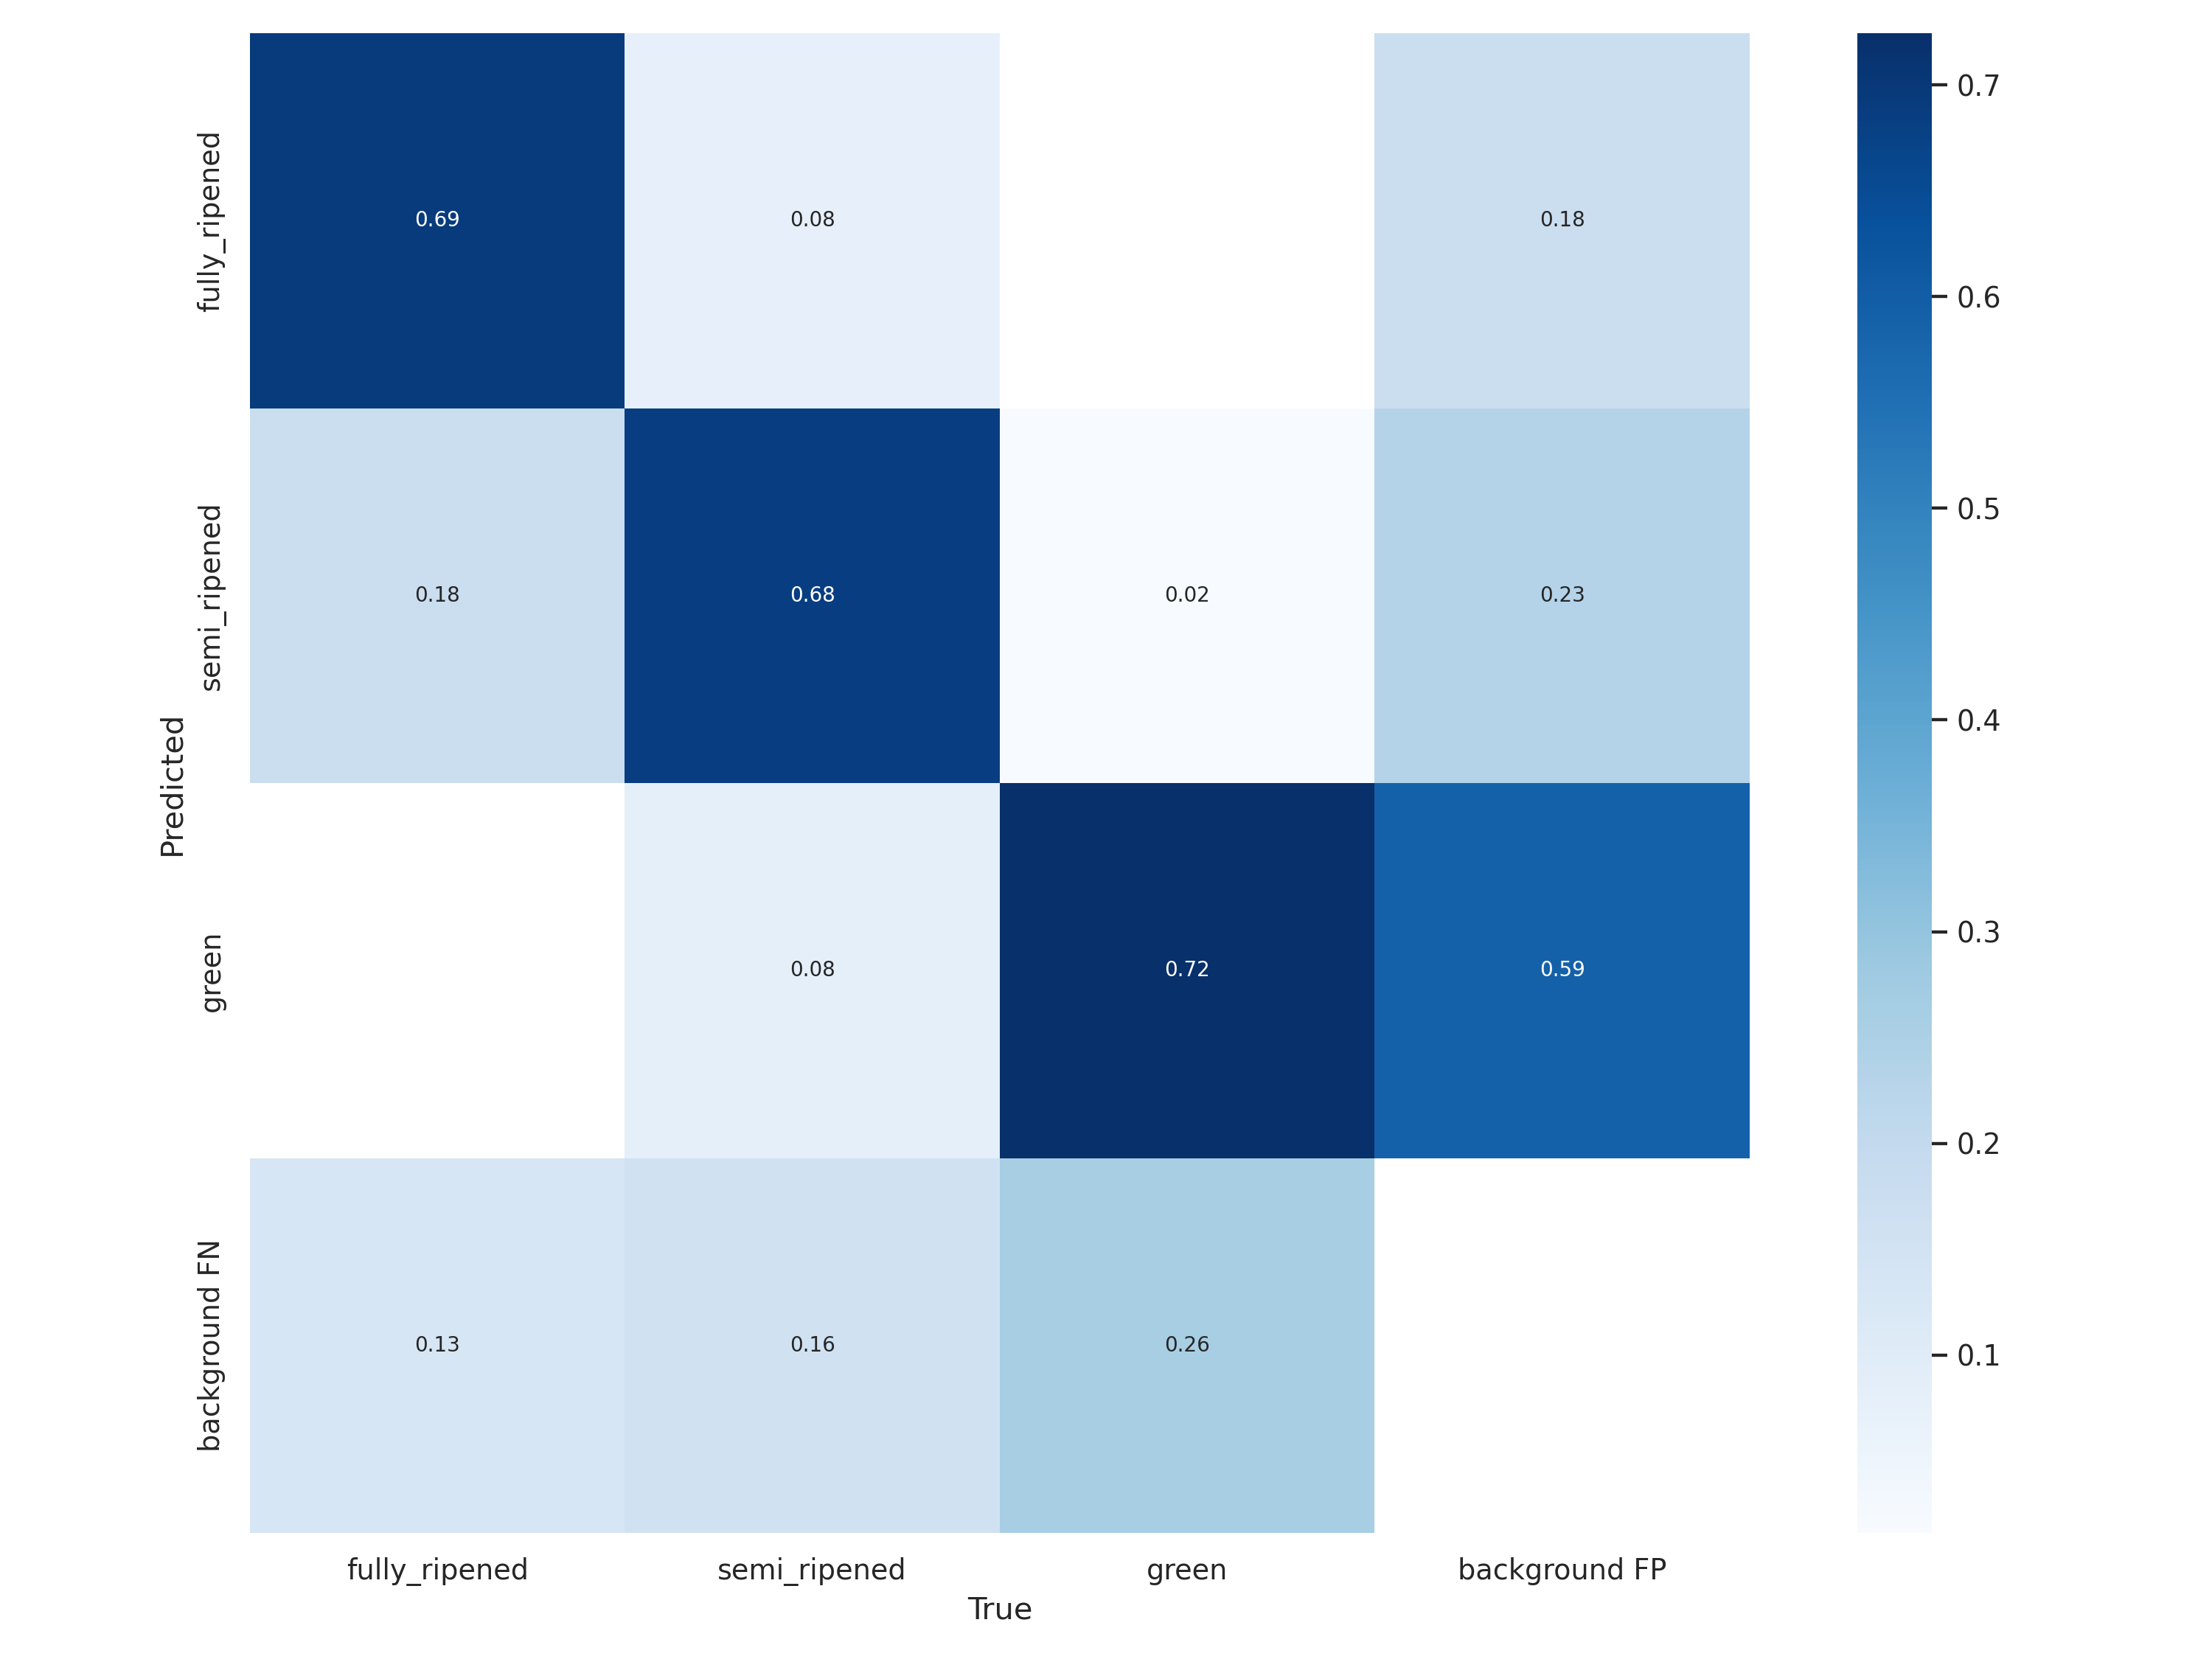 fully_ripened
0.69
0.08
0.18
semi_ripened
0.18
0.68
0.02
0.23
green
0.08
0.72
0.59
background FN
0.13
0.16
0.26
Predicted
fully_ripened
semi_ripened
green
background FP
True
0.7
0.6
0.5
0.4
0.3
0.2
0.1